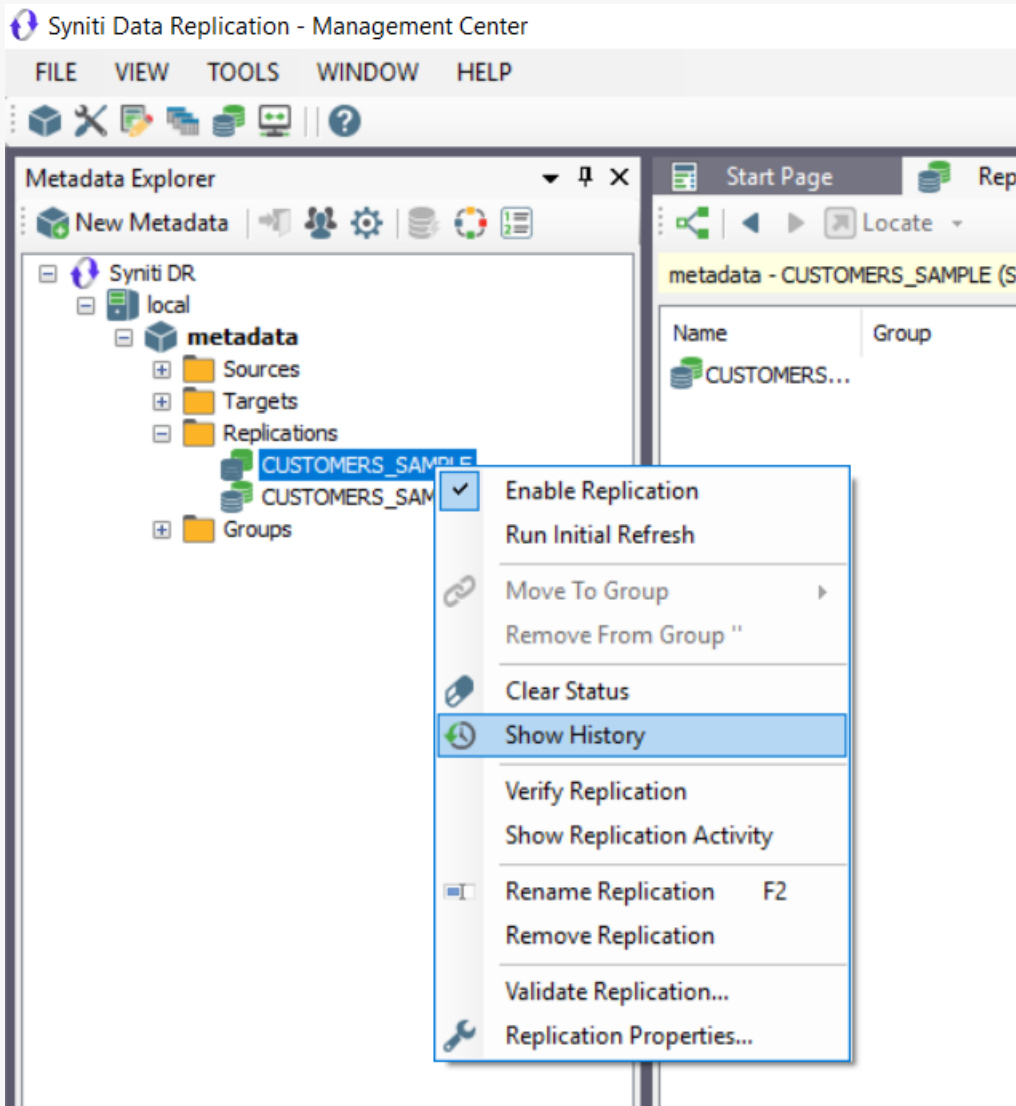 Syniti Data Replication - Management Center
FILE VIEW TOOLS WINDOW HELP
Metadata Explorer
New Metadata
Syniti DR
local
metadata
Sources
Targets
Replications
CUSTOMERS_SAMPLE
CUSTOMERS_SAM
Groups
Start Page Rep
Locate
metadata - CUSTOMERS_SAMPLE (S
Name Group
CUSTOMERS...
Enable Replication
Run Initial Refresh
Move To Group
Remove From Group ''
Clear Status
Show History
Verify Replication
Show Replication Activity
Rename Replication F2
Remove Replication
Validate Replication...
Replication Properties...